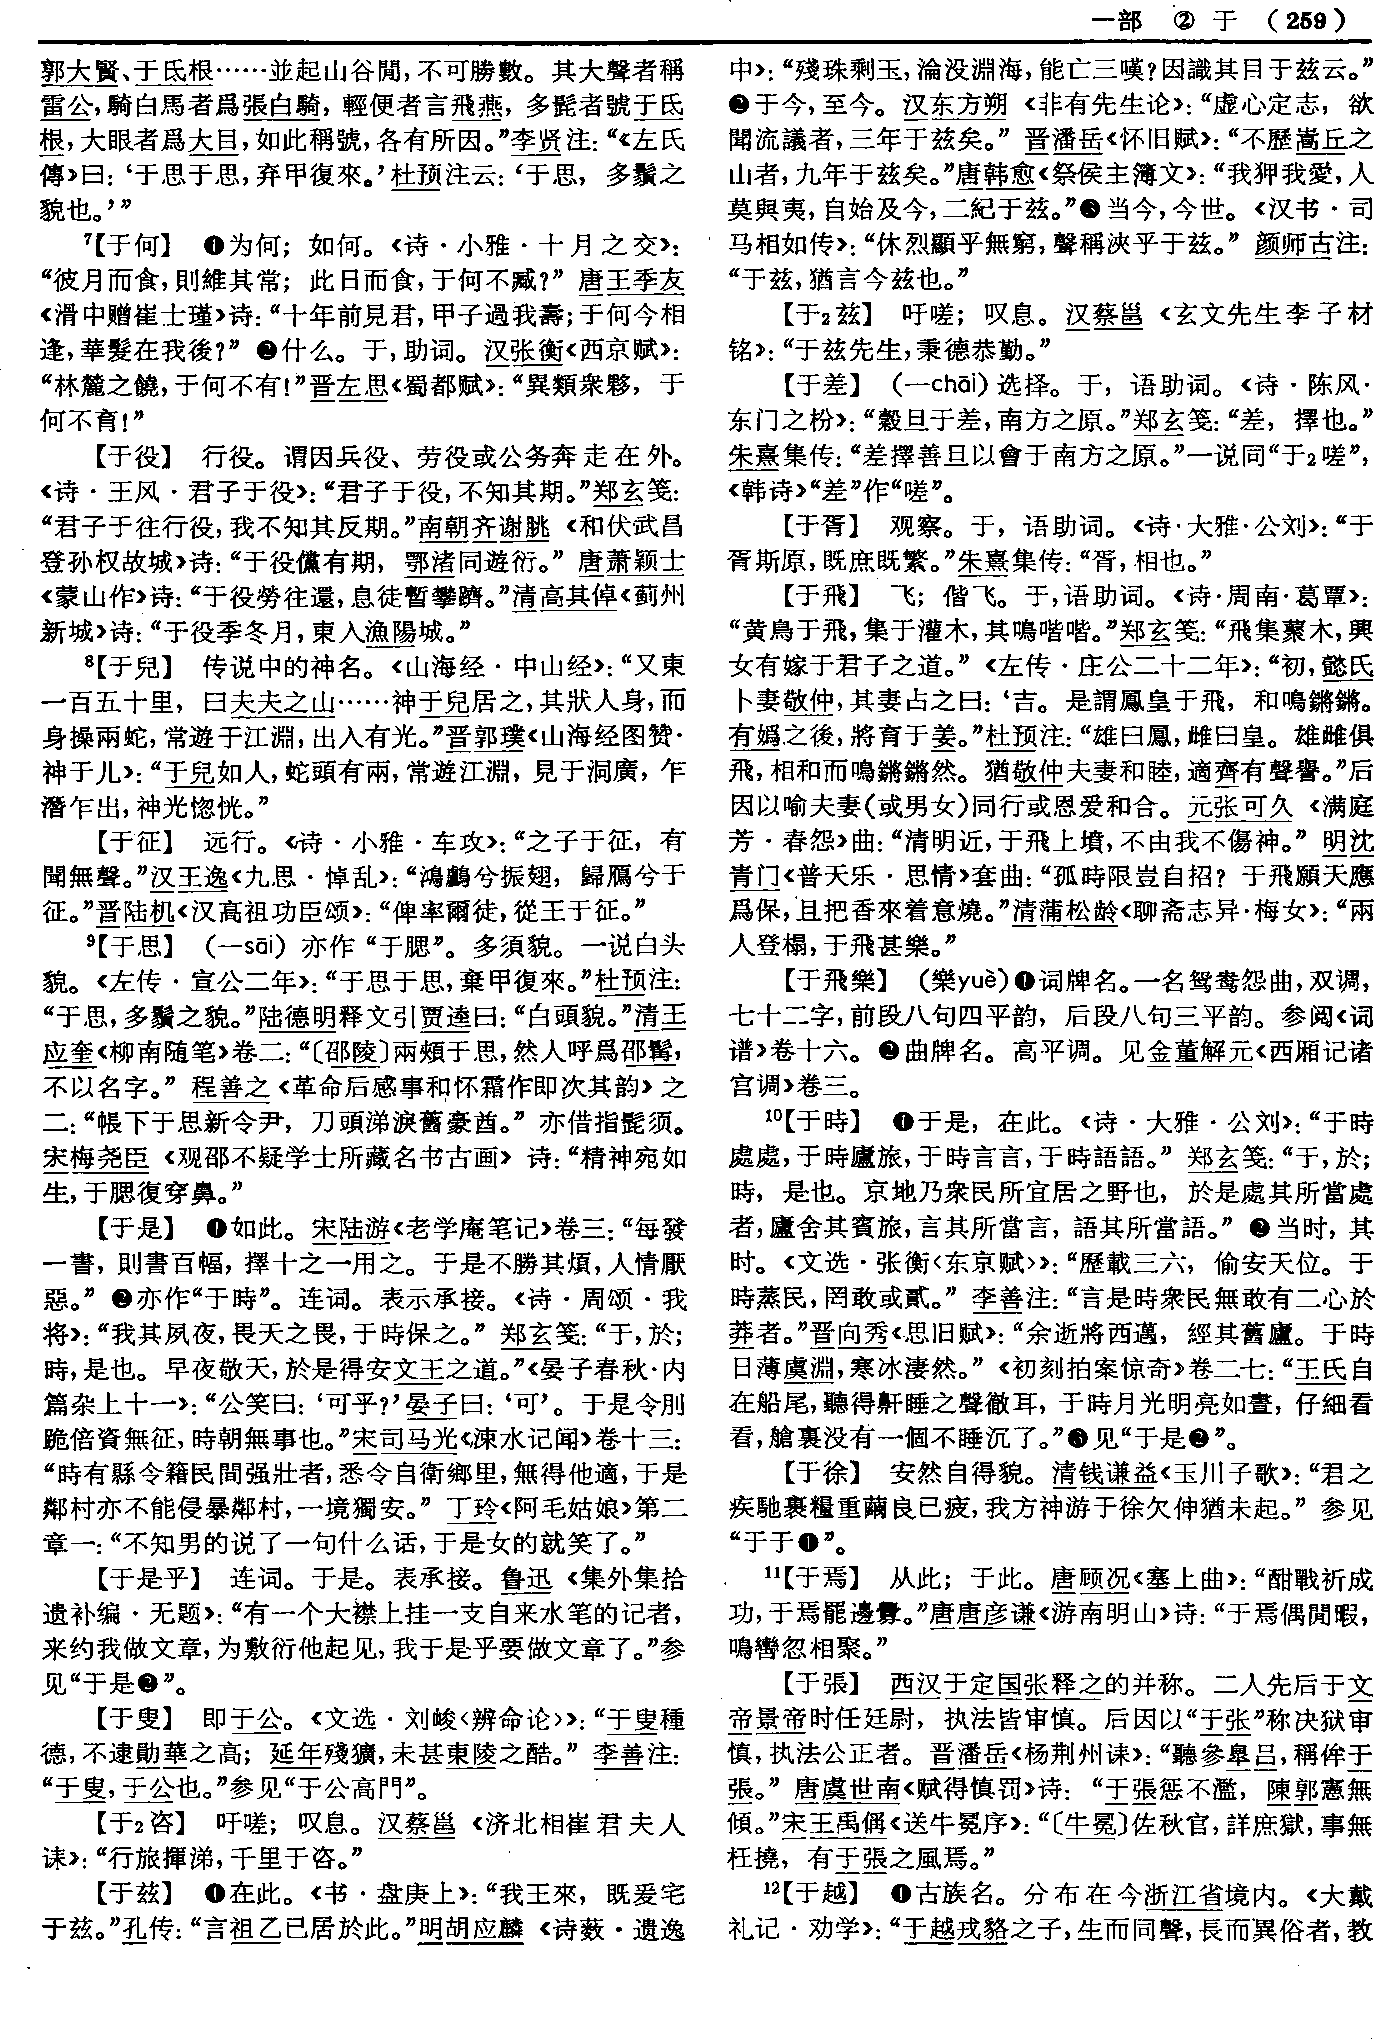 一部 ② 于 (259)
郭大賢、于氐根……並起山谷間，不可勝數。其大聲者稱
雷公，騎白馬者爲張白騎，輕便者言飛燕，多髭者號于氐
根，大眼者爲大目，如此稱號，各有所因。”李贤注：“《左氏
傳》曰：‘于思于思，弃甲復來。’杜预注云：‘于思，多鬚之
貌也。’”
⁷【于何】 ❶为何；如何。《诗·小雅·十月之交》：
“彼月而食，則維其常；此日而食，于何不臧？”唐王季友
《滑中赠崔士瑾》诗：“十年前見君，甲子過我壽；于何今相
逢，華髮在我後？”❷什么。于，助词。汉张衡《西京赋》：
“林麓之饒，于何不有！”晋左思《蜀都赋》：“異類衆夥，于
何不育！”
【于役】 行役。谓因兵役、劳役或公务奔走在外。
《诗·王风·君子于役》：“君子于役，不知其期。”郑玄笺：
“君子于往行役，我不知其反期。”南朝齐谢朓《和伏武昌
登孙权故城》诗：“于役儻有期，鄂渚同遊衍。”唐萧颖士
《蒙山作》诗：“于役勞往還，息徒暫攀躋。”清高其倬《蓟州
新城》诗：“于役季冬月，東入漁陽城。”
⁸【于兒】 传说中的神名。《山海经·中山经》：“又東
一百五十里，曰夫夫之山……神于兒居之，其狀人身，而
身操兩蛇，常遊于江淵，出入有光。”晋郭璞《山海经图赞·
神于儿》：“于兒如人，蛇頭有兩，常遊江淵，見于洞廣，乍
潛乍出，神光惚恍。”
【于征】 远行。《诗·小雅·车攻》：“之子于征，有
聞無聲。”汉王逸《九思·悼乱》：“鴻鸕兮振翅，歸鴈兮于
征。”晋陆机《汉高祖功臣颂》：“俾率爾徒，從王于征。”
⁹【于思】 （一sāi）亦作“于腮”。多須貌。一说白头
貌。《左传·宣公二年》：“于思于思，棄甲復來。”杜预注：
“于思，多鬚之貌。”陆德明释文引贾逵曰：“白頭貌。”清王
应奎《柳南随笔》卷二：“〔邵陵〕兩頰于思，然人呼爲邵髯，
不以名字。”程善之《革命后感事和怀霜作即次其韵》之
二：“帳下于思新令尹，刀頭涕淚舊豪酋。”亦借指髭须。
宋梅尧臣《观邵不疑学士所藏名书古画》诗：“精神宛如
生，于腮復穿鼻。”
【于是】 ❶如此。宋陆游《老学庵笔记》卷三：“每發
一書，則書百幅，擇十之一用之。于是不勝其煩，人情厭
惡。”❷亦作“于時”。连词。表示承接。《诗·周颂·我
将》：“我其夙夜，畏天之畏，于時保之。”郑玄笺：“于，於；
時，是也。早夜敬天，於是得安文王之道。”《晏子春秋·内
篇杂上十一》：“公笑曰：‘可乎？’晏子曰：‘可’。于是令刖
跪倍資無征，時朝無事也。”宋司马光《涑水记闻》卷十三：
“時有縣令籍民間强壯者，悉令自衛鄉里，無得他適，于是
鄰村亦不能侵暴鄰村，一境獨安。”丁玲《阿毛姑娘》第二
章一：“不知男的说了一句什么话，于是女的就笑了。”
【于是乎】 连词。于是。表承接。鲁迅《集外集拾
遗补编·无题》：“有一个大襟上挂一支自来水笔的记者，
来约我做文章，为敷衍他起见，我于是乎要做文章了。”参
见“于是❷”。
【于叟】 即于公。《文选·刘峻〈辨命论〉》：“于叟種
德，不逮勛華之高；延年殘獷，未甚東陵之酷。”李善注：
“于叟，于公也。”参见“于公高門”。
【于₂咨】 吁嗟；叹息。汉蔡邕《济北相崔君夫人
诔》：“行旅揮涕，千里于咨。”
【于兹】 ❶在此。《书·盘庚上》：“我王來，既爰宅
于兹。”孔传：“言祖乙已居於此。”明胡应麟《诗薮·遗逸
中》：“殘珠剩玉，淪没淵海，能亡三嘆？因識其目于兹云。”
❷于今，至今。汉东方朔《非有先生论》：“虚心定志，欲
聞流議者，三年于兹矣。”晋潘岳《怀旧赋》：“不歷嵩丘之
山者，九年于兹矣。”唐韩愈《祭侯主簿文》：“我狎我愛，人
莫與夷，自始及今，二紀于兹。”❸当今，今世。《汉书·司
马相如传》：“休烈顯乎無窮，聲稱浹乎于兹。”颜师古注：
“于兹，猶言今兹也。”
【于₂兹】 吁嗟；叹息。汉蔡邕《玄文先生李子材
铭》：“于兹先生，秉德恭勤。”
【于差】 （一chāi）选择。于，语助词。《诗·陈风·
东门之枌》：“榖旦于差，南方之原。”郑玄笺：“差，擇也。”
朱熹集传：“差擇善旦以會于南方之原。”一说同“于₂嗟”，
《韩诗》“差”作“嗟”。
【于胥】 观察。于，语助词。《诗·大雅·公刘》：“于
胥斯原，既庶既繁。”朱熹集传：“胥，相也。”
【于飛】 飞；偕飞。于，语助词。《诗·周南·葛覃》：
“黄鳥于飛，集于灌木，其鳴喈喈。”郑玄笺：“飛集藂木，興
女有嫁于君子之道。”《左传·庄公二十二年》：“初，懿氏
卜妻敬仲，其妻占之曰：‘吉。是謂鳳皇于飛，和鳴鏘鏘。
有嬀之後，將育于姜。”杜预注：“雄曰鳳，雌曰皇。雄雌俱
飛，相和而鳴鏘鏘然。猶敬仲夫妻和睦，適齊有聲譽。”后
因以喻夫妻（或男女）同行或恩爱和合。元张可久《满庭
芳·春怨》曲：“清明近，于飛上墳，不由我不傷神。”明沈
青门《普天乐·思情》套曲：“孤時限豈自招？于飛願天應
爲保，且把香來着意燒。”清蒲松龄《聊斋志异·梅女》：“兩
人登榻，于飛甚樂。”
【于飛樂】 （樂yuè）❶词牌名。一名鸳鸯怨曲，双调，
七十二字，前段八句四平韵，后段八句三平韵。参阅《词
谱》卷十六。❷曲牌名。高平调。见金董解元《西厢记诸
宫调》卷三。
¹⁰【于時】 ❶于是，在此。《诗·大雅·公刘》：“于時
處處，于時廬旅，于時言言，于時語語。”郑玄笺：“于，於；
時，是也。京地乃衆民所宜居之野也，於是處其所當處
者，廬舍其賓旅，言其所當言，語其所當語。”❷当时，其
时。《文选·张衡〈东京赋〉》：“歷載三六，偷安天位。于
時蒸民，罔敢或貳。”李善注：“言是時衆民無敢有二心於
莽者。”晋向秀《思旧赋》：“余逝將西邁，經其舊廬。于時
日薄虞淵，寒冰淒然。”《初刻拍案惊奇》卷二七：“王氏自
在船尾，聽得鼾睡之聲徹耳，于時月光明亮如晝，仔細看
看，艙裏没有一個不睡沉了。”❸见“于是❷”。
【于徐】 安然自得貌。清钱谦益《玉川子歌》：“君之
疾馳裹糧重繭良已疲，我方神游于徐欠伸猶未起。”参见
“于于❶”。
¹¹【于焉】 从此；于此。唐顾况《塞上曲》：“酣戰祈成
功，于焉罷邊釁。”唐唐彦谦《游南明山》诗：“于焉偶閒暇，
鳴轡忽相聚。”
【于張】 西汉于定国张释之的并称。二人先后于文
帝景帝时任廷尉，执法皆审慎。后因以“于张”称决狱审
慎，执法公正者。晋潘岳《杨荆州诔》：“聽參皋呂，稱侔于
張。”唐虞世南《赋得慎罚》诗：“于張惩不濫，陳郭憲無
傾。”宋王禹偁《送牛冕序》：“〔牛冕〕佐秋官，詳庶獄，事無
枉撓，有于張之風焉。”
¹²【于越】 ❶古族名。分布在今浙江省境内。《大戴
礼记·劝学》：“于越戎貉之子，生而同聲，長而異俗者，教